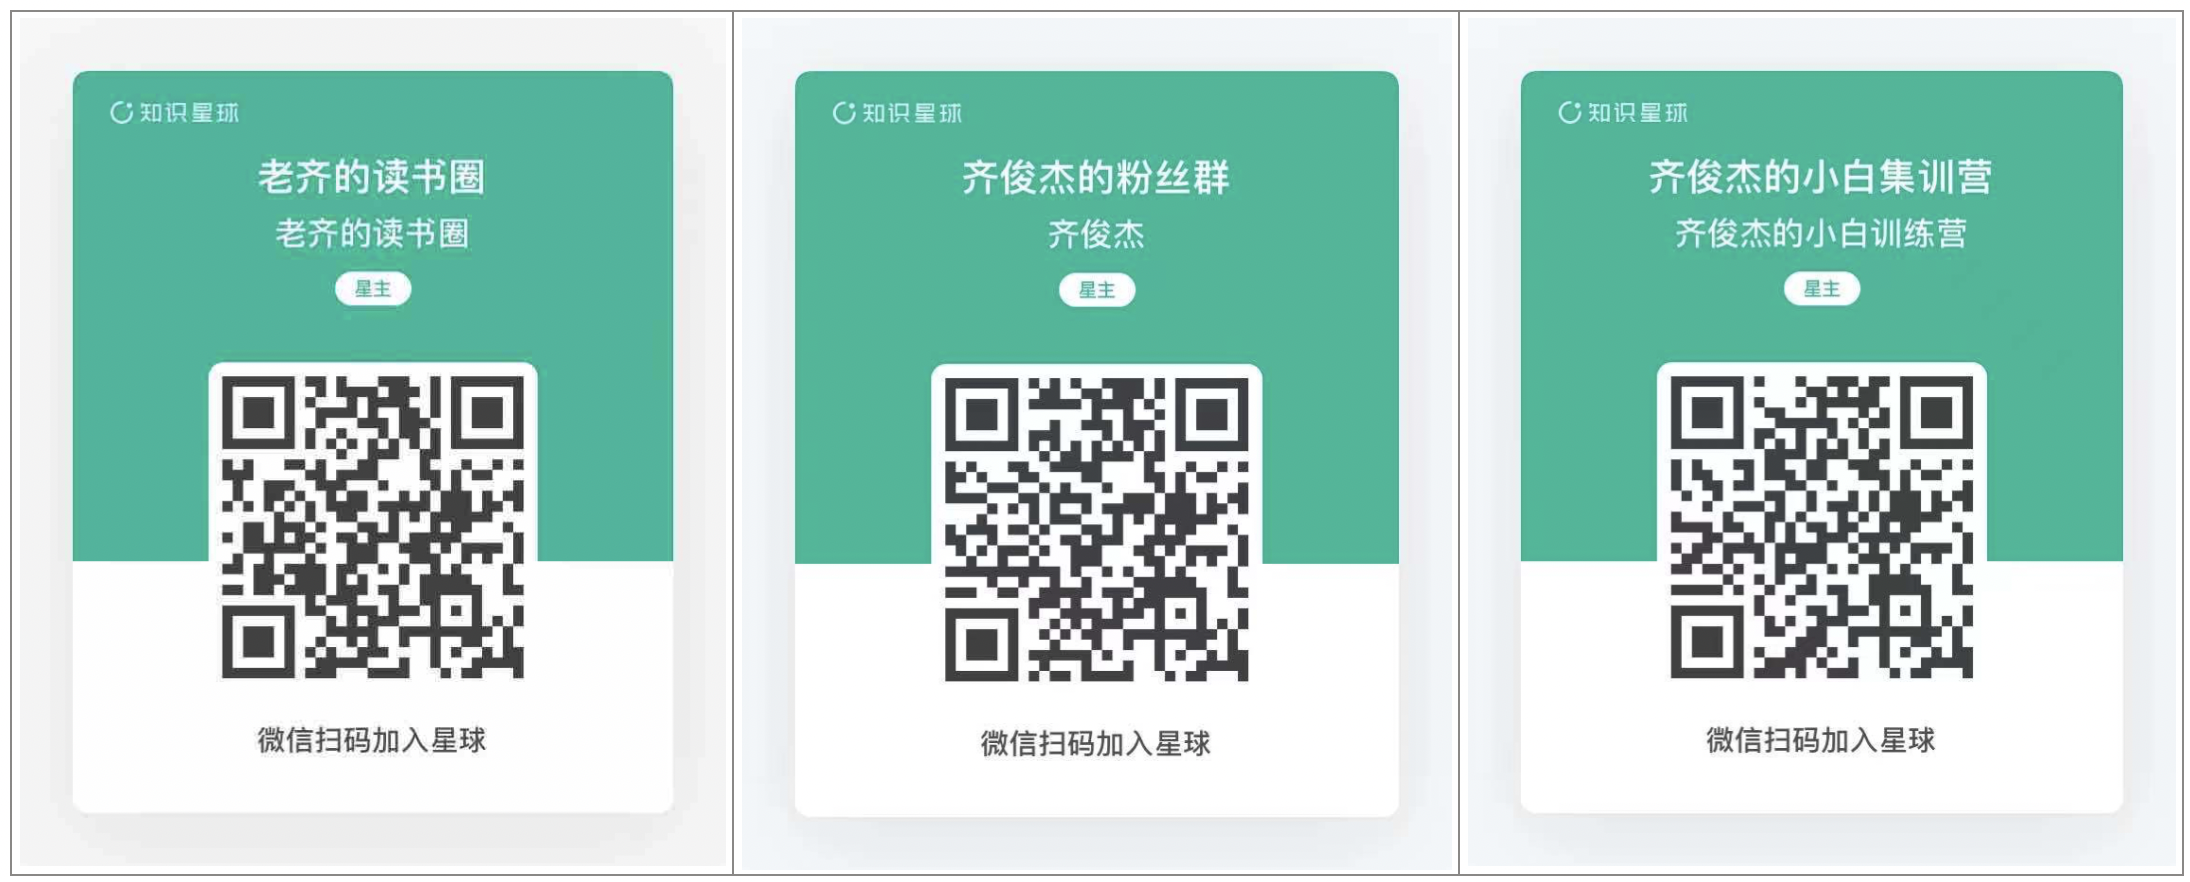 知识星球
老齐的读书圈
老齐的读书圈
星主
微信扫码加入星球
知识星球
齐俊杰的粉丝群
齐俊杰
星主
微信扫码加入星球
知识星球
齐俊杰的小白集训营
齐俊杰的小白训练营
星主
微信扫码加入星球